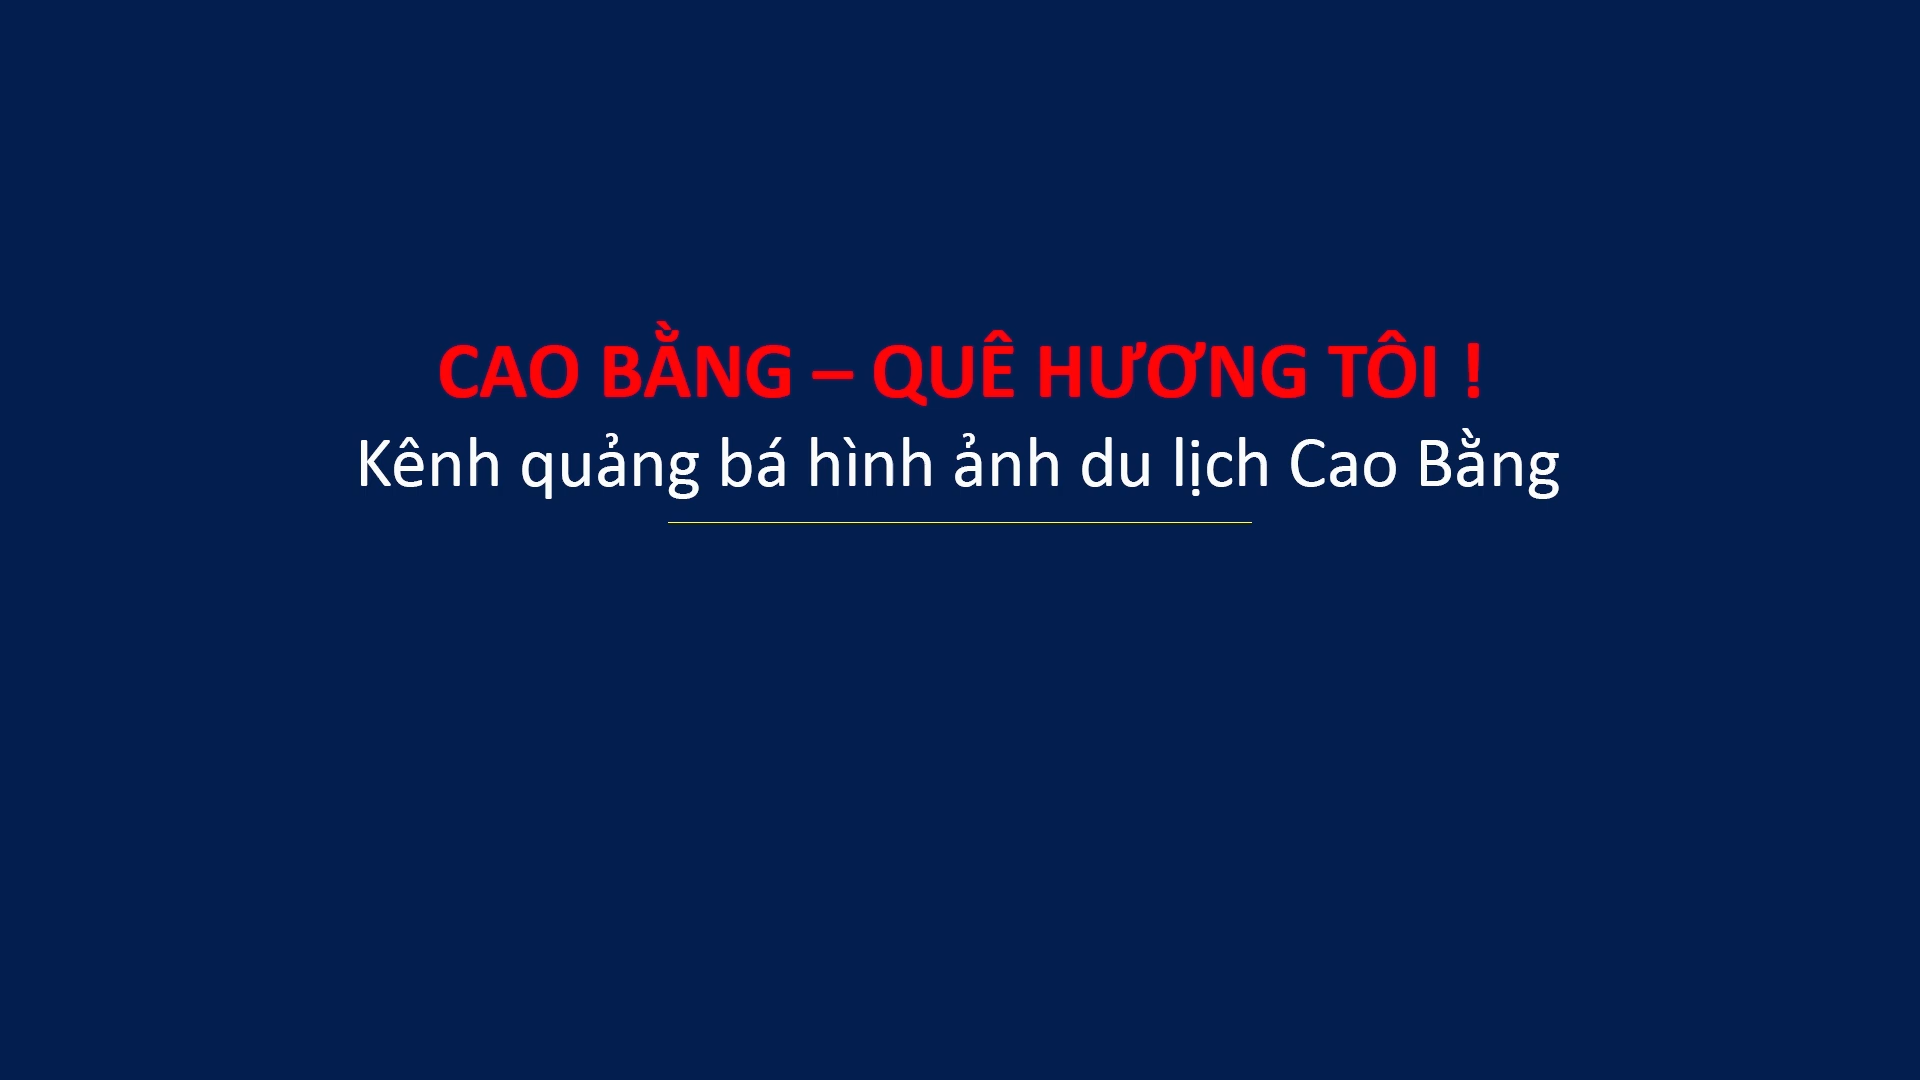 CAO BẰNG – QUÊ HƯƠNG TÔI !
Kênh quảng bá hình ảnh du lịch Cao Bằng